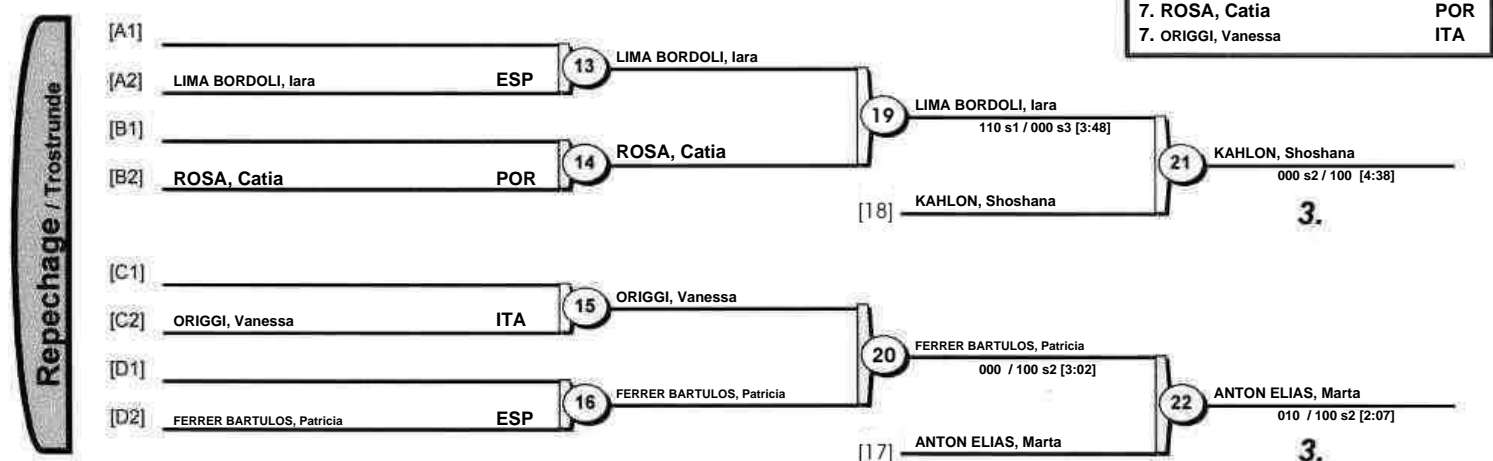 7. ROSA, Catia POR
7. ORIGGI, Vanessa ITA
Repechage / Trostrunde
[A1]
[A2] LIMA BORDOLI, Iara ESP
13 LIMA BORDOLI, Iara
[B1]
[B2] ROSA, Catia POR
14 ROSA, Catia
19 LIMA BORDOLI, Iara
110 s1 / 000 s3 [3:48]
[18] KAHLON, Shoshana
21 KAHLON, Shoshana
000 s2 / 100 [4:38]
3.
[C1]
[C2] ORIGGI, Vanessa ITA
15 ORIGGI, Vanessa
[D1]
[D2] FERRER BARTULOS, Patricia ESP
16 FERRER BARTULOS, Patricia
20 FERRER BARTULOS, Patricia
000 / 100 s2 [3:02]
[17] ANTON ELIAS, Marta
22 ANTON ELIAS, Marta
010 / 100 s2 [2:07]
3.